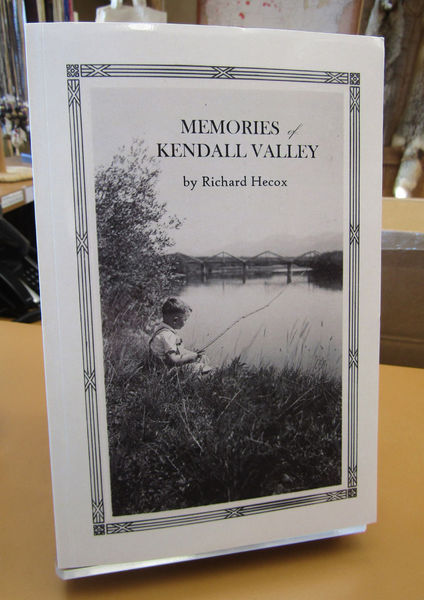 MEMORIES of
KENDALL VALLEY
by Richard Hecox